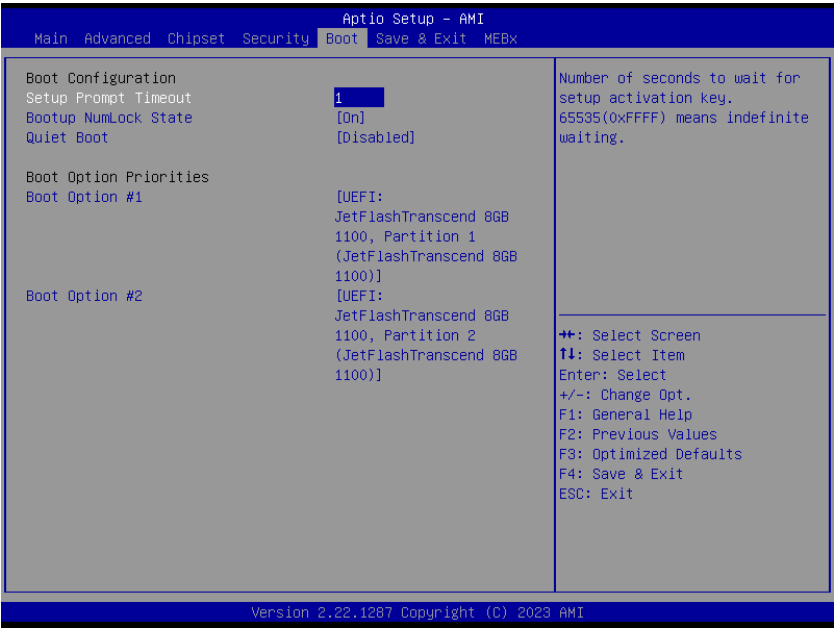 Aptio Setup – AMI
Main Advanced Chipset Security Boot Save & Exit MEBx
Boot Configuration
Setup Prompt Timeout 1
Bootup NumLock State [On]
Quiet Boot [Disabled]
Boot Option Priorities
Boot Option #1 [UEFI:
JetFlashTranscend 8GB
1100, Partition 1
(JetFlashTranscend 8GB
1100)]
Boot Option #2 [UEFI:
JetFlashTranscend 8GB
1100, Partition 2
(JetFlashTranscend 8GB
1100)]
Number of seconds to wait for
setup activation key.
65535(0xFFFF) means indefinite
waiting.
→←: Select Screen
↑↓: Select Item
Enter: Select
+/-: Change Opt.
F1: General Help
F2: Previous Values
F3: Optimized Defaults
F4: Save & Exit
ESC: Exit
Version 2.22.1287 Copyright (C) 2023 AMI